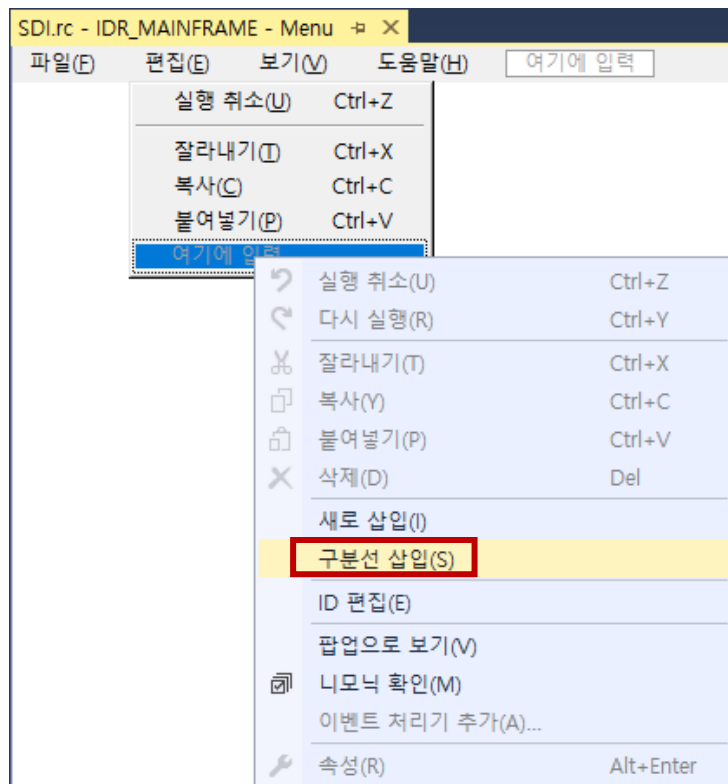 SDI.rc - IDR_MAINFRAME - Menu
파일(F) 편집(E) 보기(V) 도움말(H) 여기에 입력
실행 취소(U) Ctrl+Z
잘라내기(T) Ctrl+X
복사(C) Ctrl+C
붙여넣기(P) Ctrl+V
여기에 입력
실행 취소(U) Ctrl+Z
다시 실행(R) Ctrl+Y
잘라내기(T) Ctrl+X
복사(Y) Ctrl+C
붙여넣기(P) Ctrl+V
삭제(D) Del
새로 삽입(I)
구분선 삽입(S)
ID 편집(E)
팝업으로 보기(V)
니모닉 확인(M)
이벤트 처리기 추가(A)...
속성(R) Alt+Enter